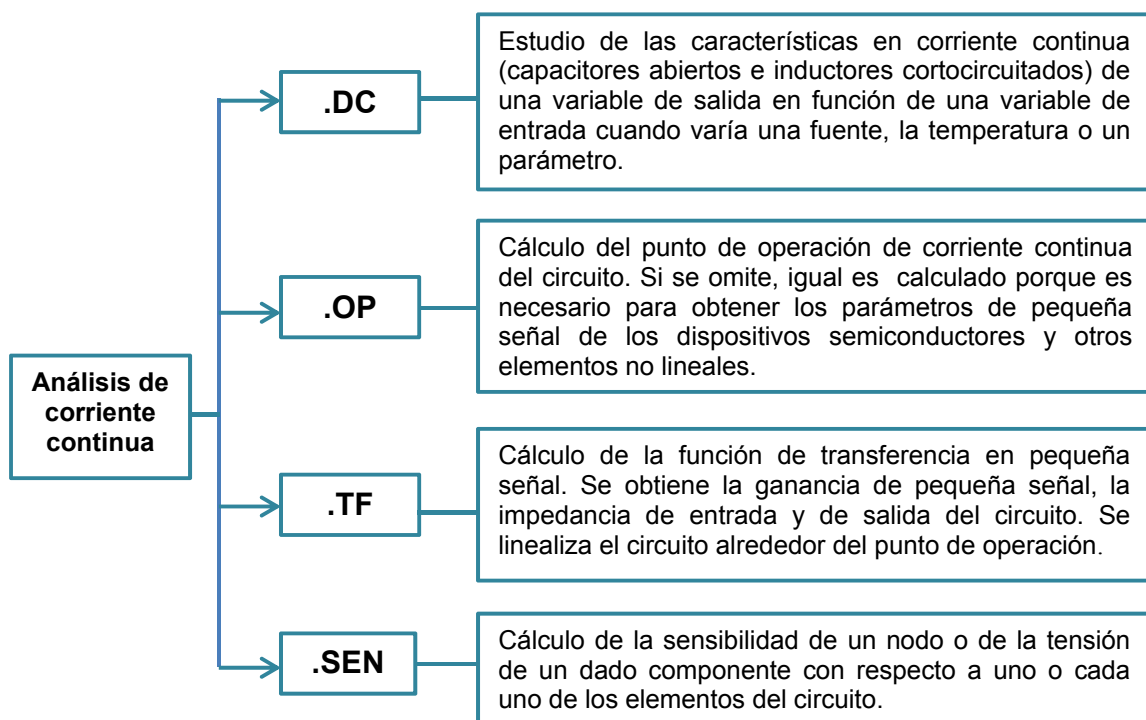 Análisis de
corriente
continua
.DC
Estudio de las características en corriente continua
(capacitores abiertos e inductores cortocircuitados) de
una variable de salida en función de una variable de
entrada cuando varía una fuente, la temperatura o un
parámetro.
.OP
Cálculo del punto de operación de corriente continua
del circuito. Si se omite, igual es calculado porque es
necesario para obtener los parámetros de pequeña
señal de los dispositivos semiconductores y otros
elementos no lineales.
.TF
Cálculo de la función de transferencia en pequeña
señal. Se obtiene la ganancia de pequeña señal, la
impedancia de entrada y de salida del circuito. Se
linealiza el circuito alrededor del punto de operación.
.SEN
Cálculo de la sensibilidad de un nodo o de la tensión
de un dado componente con respecto a uno o cada
uno de los elementos del circuito.